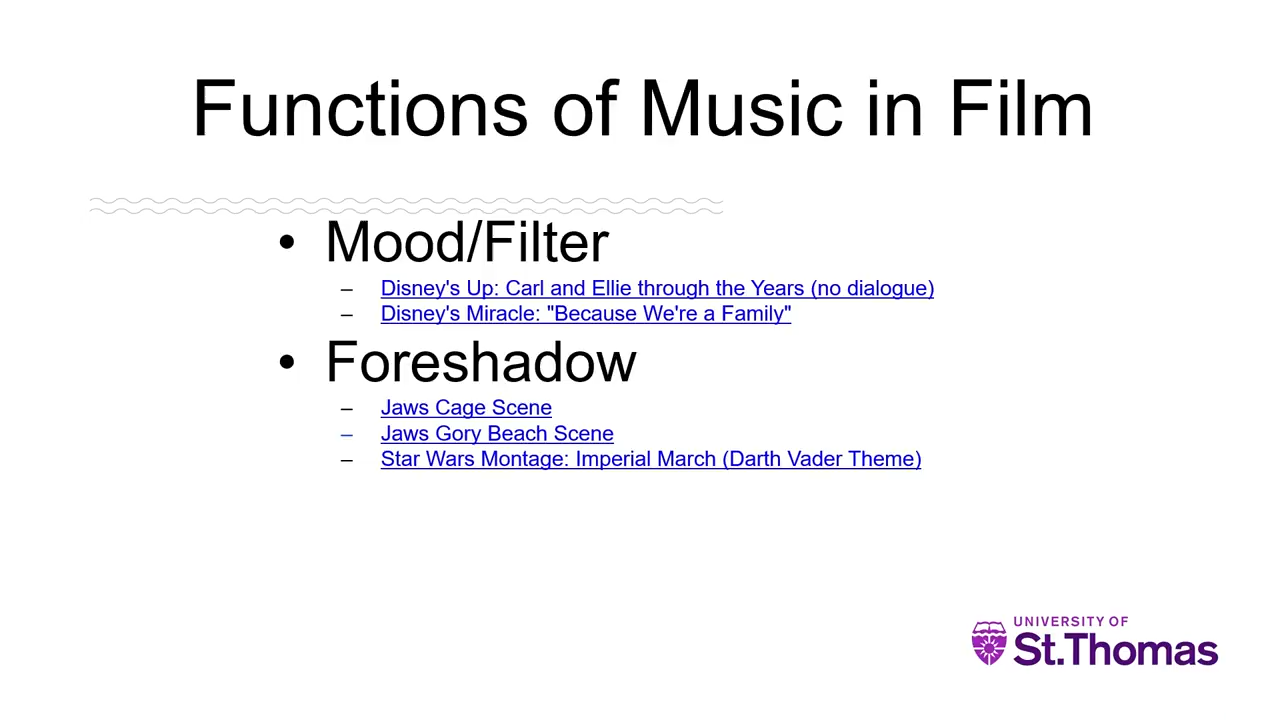 Functions of Music in Film
• Mood/Filter
– Disney's Up: Carl and Ellie through the Years (no dialogue)
– Disney's Miracle: "Because We're a Family"
• Foreshadow
– Jaws Cage Scene
– Jaws Gory Beach Scene
– Star Wars Montage: Imperial March (Darth Vader Theme)
UNIVERSITY OF
St.Thomas